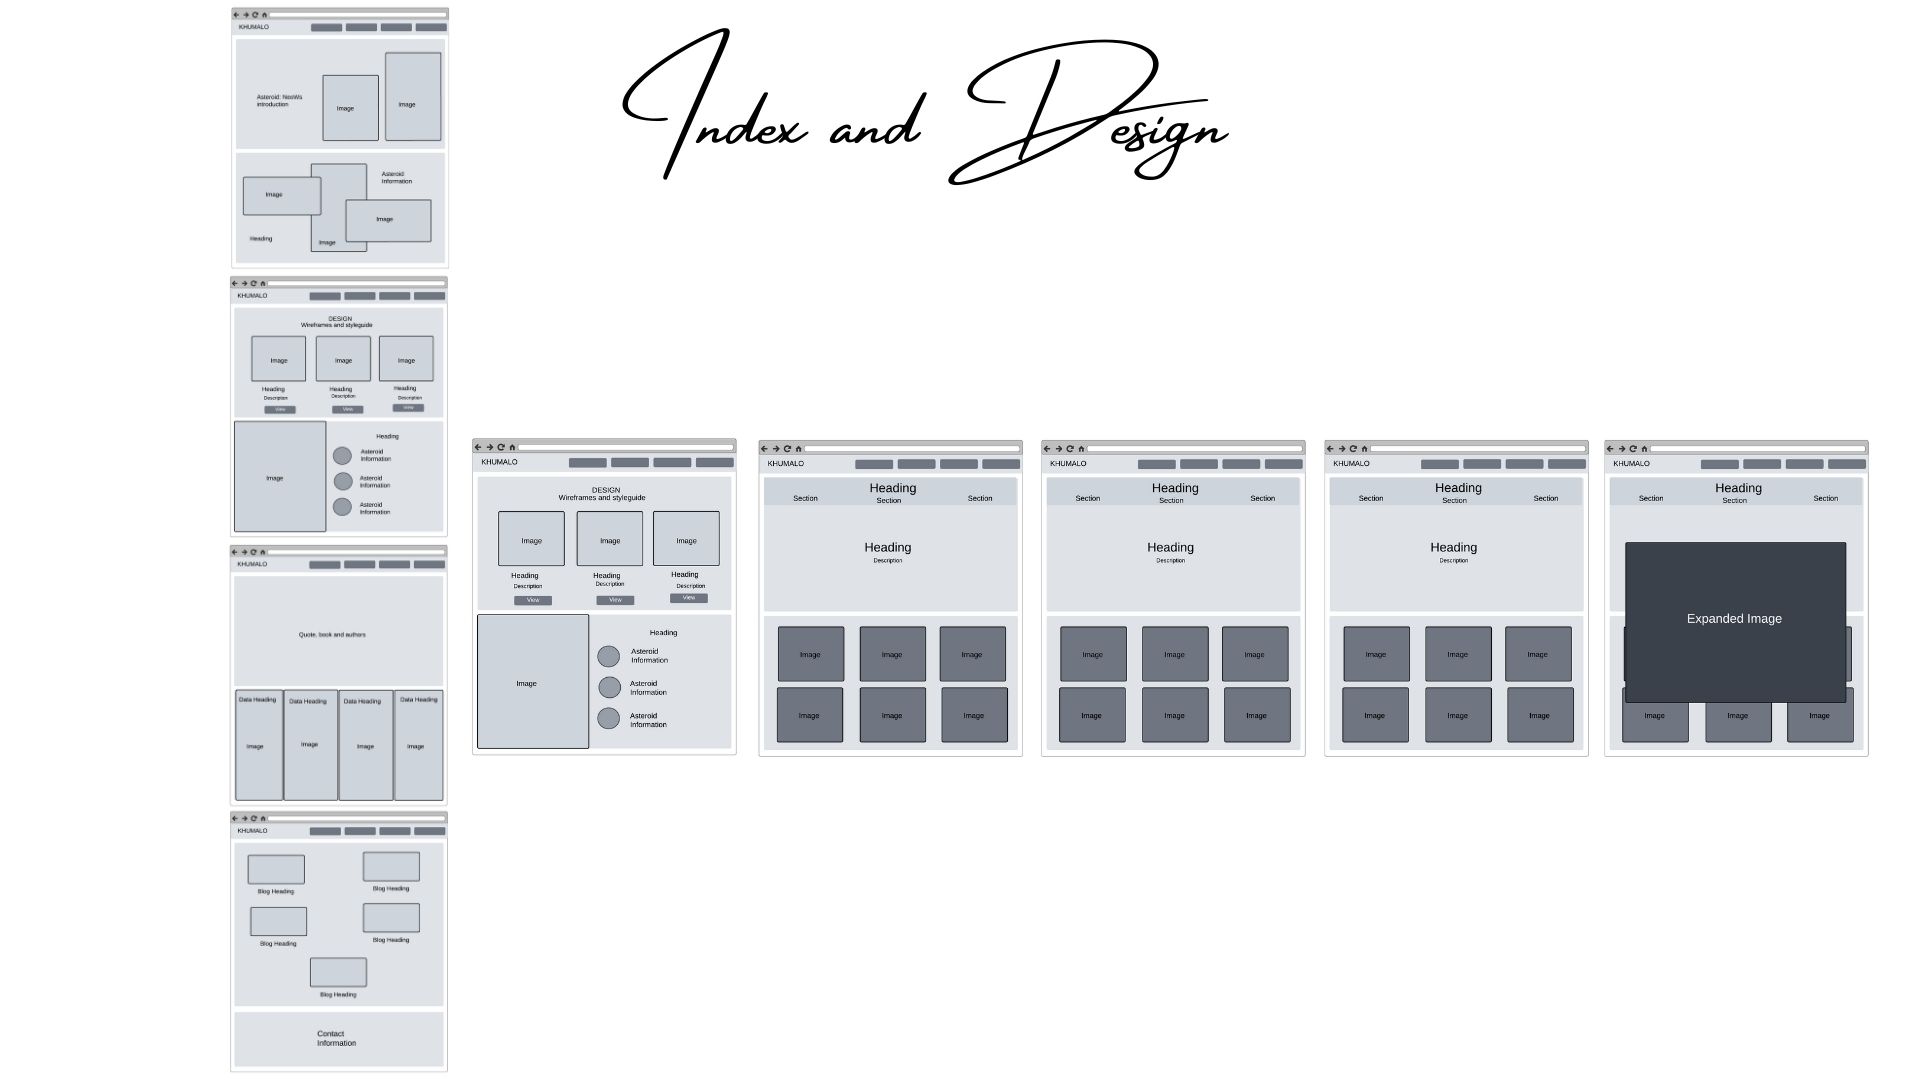 Index and Design
KHUMALO
Asteroid: NeoWs
introduction
Image
Image
Asteroid
Information
Image
Image
Heading
Image
KHUMALO
DESIGN
Wireframes and styleguide
Image
Image
Image
Heading
Heading
Heading
Description
Description
Description
View
View
View
Image
Heading
Asteroid
Information
Asteroid
Information
Asteroid
Information
KHUMALO
Quote, book and authors
Data Heading
Data Heading
Data Heading
Data Heading
Image
Image
Image
Image
KHUMALO
Blog Heading
Blog Heading
Blog Heading
Blog Heading
Blog Heading
Contact
Information
KHUMALO
DESIGN
Wireframes and styleguide
Image
Image
Image
Heading
Heading
Heading
Description
Description
Description
View
View
View
Image
Heading
Asteroid
Information
Asteroid
Information
Asteroid
Information
KHUMALO
Heading
Section
Section
Section
Heading
Description
Image
Image
Image
Image
Image
Image
KHUMALO
Heading
Section
Section
Section
Heading
Description
Image
Image
Image
Image
Image
Image
KHUMALO
Heading
Section
Section
Section
Heading
Description
Image
Image
Image
Image
Image
Image
KHUMALO
Heading
Section
Section
Section
Expanded Image
Image
Image
Image